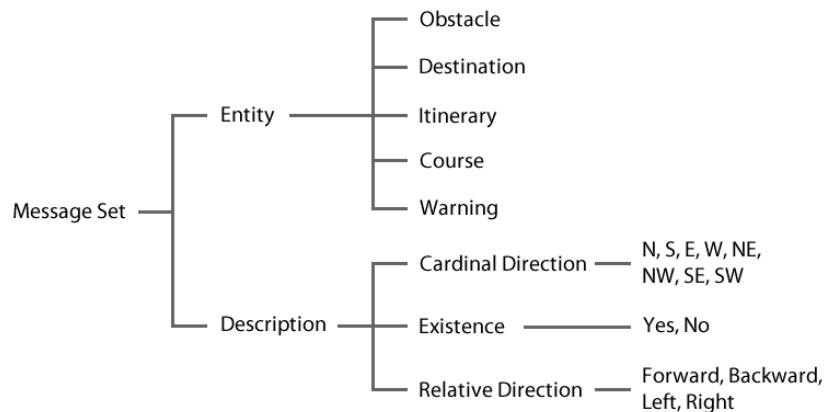 Obstacle
Destination
Entity
Itinerary
Course
Message Set
Warning
Cardinal Direction
N, S, E, W, NE,
NW, SE, SW
Description
Existence
Yes, No
Relative Direction
Forward, Backward,
Left, Right